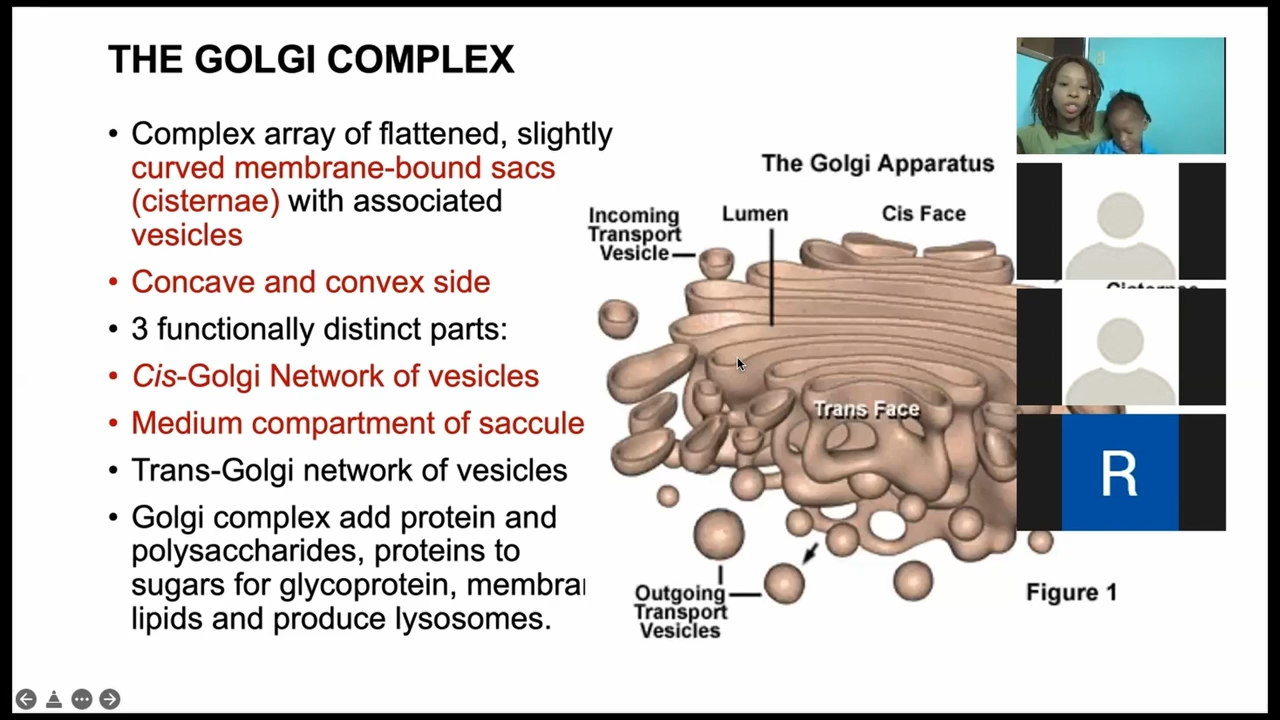 THE GOLGI COMPLEX
• Complex array of flattened, slightly
curved membrane-bound sacs
(cisternae) with associated
vesicles
• Concave and convex side
• 3 functionally distinct parts:
• Cis-Golgi Network of vesicles
• Medium compartment of saccule
• Trans-Golgi network of vesicles
• Golgi complex add protein and
polysaccharides, proteins to
sugars for glycoprotein, membra
lipids and produce lysosomes.
The Golgi Apparatus
Incoming
Transport
Vesicle
Lumen
Cis Face
Trans Face
Outgoing
Transport
Vesicles
Figure 1
R